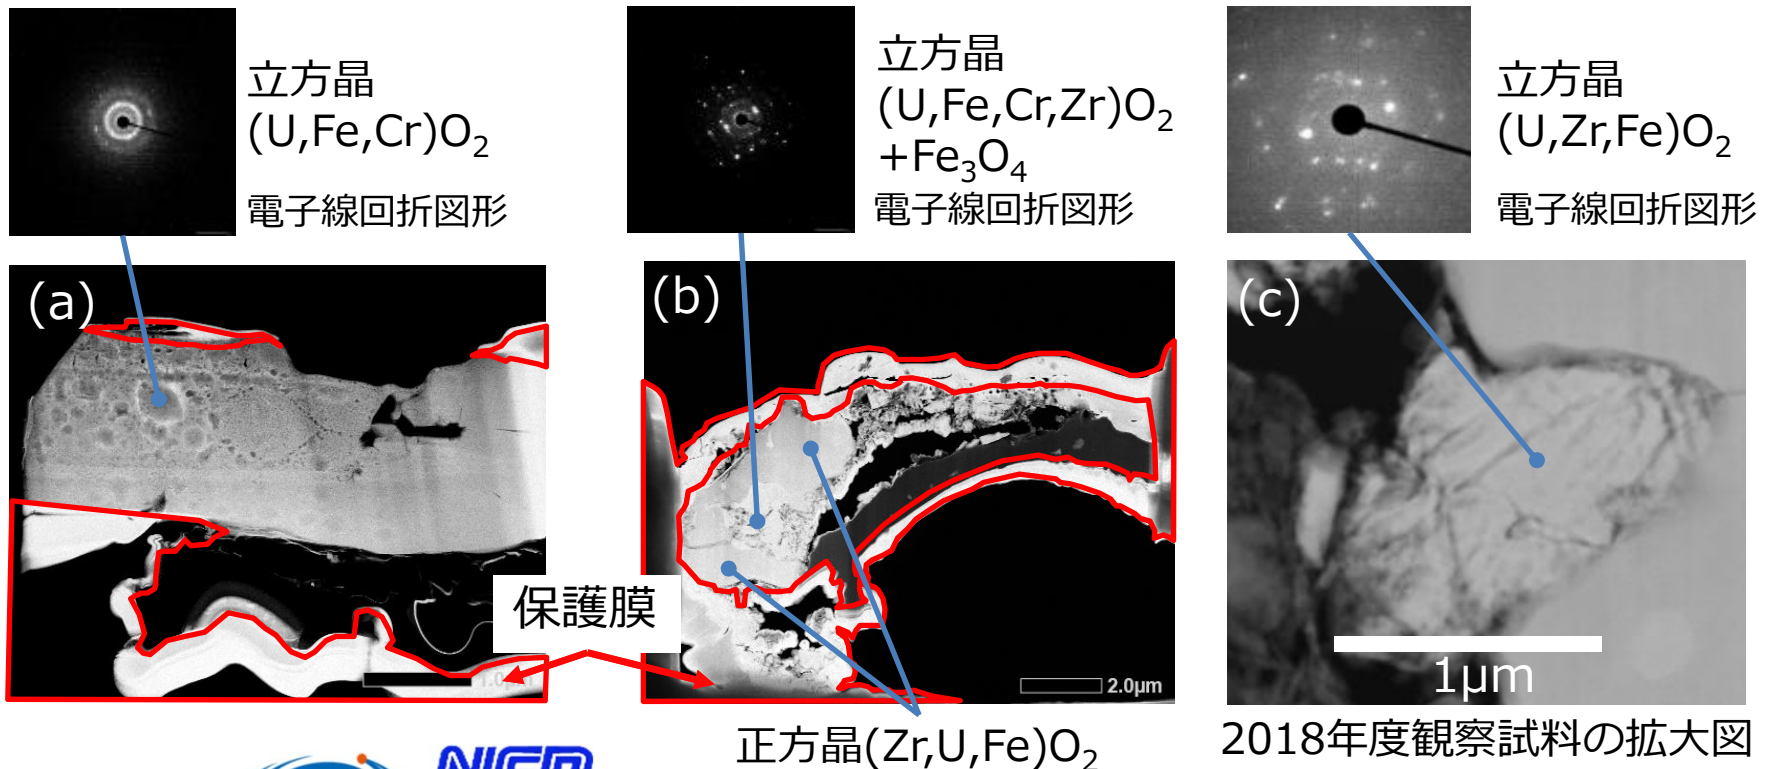 立方晶
(U,Fe,Cr)O₂
電子線回折図形
立方晶
(U,Fe,Cr,Zr)O₂
+Fe₃O₄
電子線回折図形
立方晶
(U,Zr,Fe)O₂
電子線回折図形
(a)
(b)
(c)
保護膜
1.0μm
2.0μm
1μm
正方晶(Zr,U,Fe)O₂
2018年度観察試料の拡大図